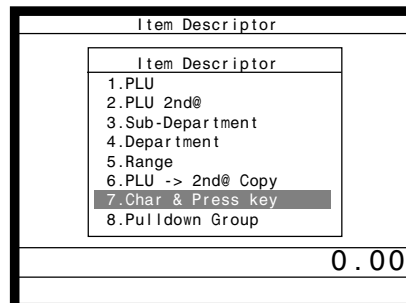 Item Descriptor
Item Descriptor
1.PLU
2.PLU 2nd@
3.Sub-Department
4.Department
5.Range
6.PLU -> 2nd@ Copy
7.Char & Press key
8.Pulldown Group
0.00